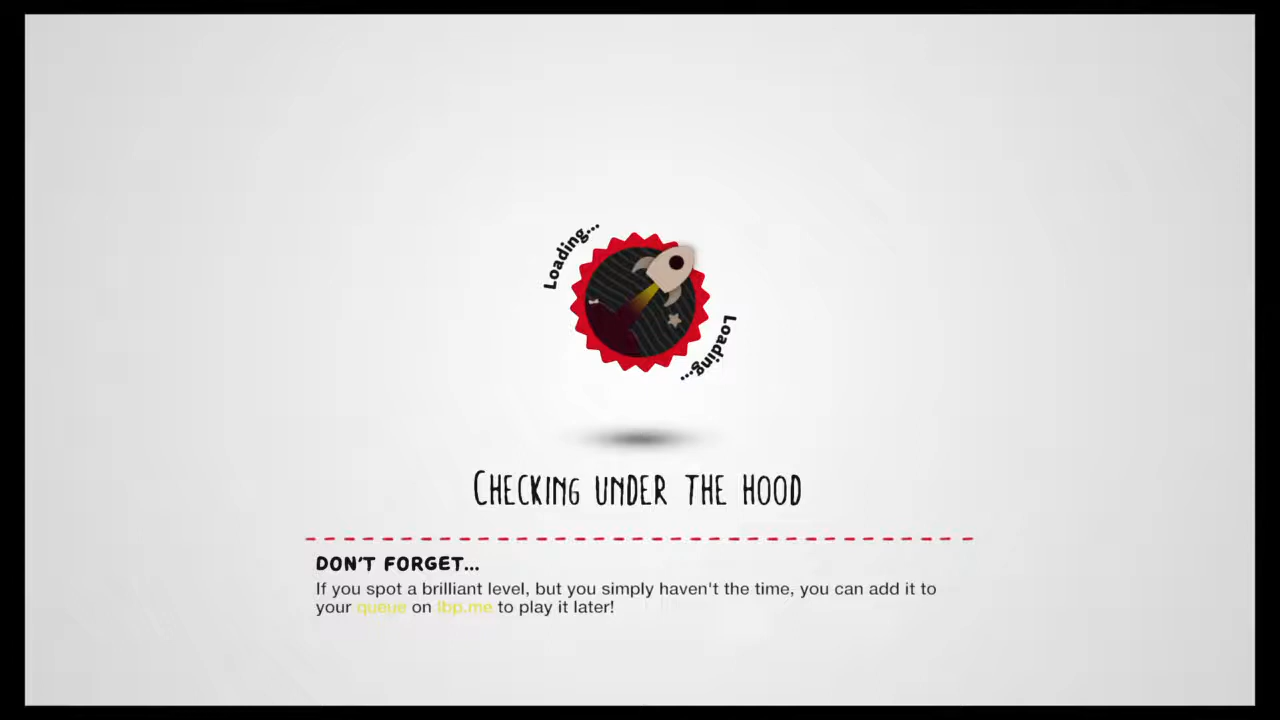 Loading...
Loading...
CHECKING UNDER THE HOOD
DON'T FORGET...
If you spot a brilliant level, but you simply haven't the time, you can add it to
your queue on lbp.me to play it later!